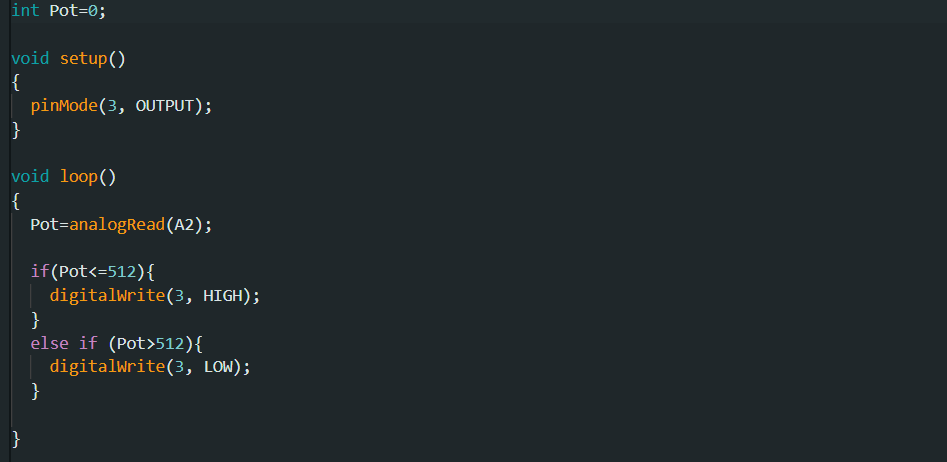 int Pot=0;
void setup()
{
pinMode(3, OUTPUT);
}
void loop()
{
Pot=analogRead(A2);
if(Pot<=512){
digitalWrite(3, HIGH);
}
else if (Pot>512){
digitalWrite(3, LOW);
}
}